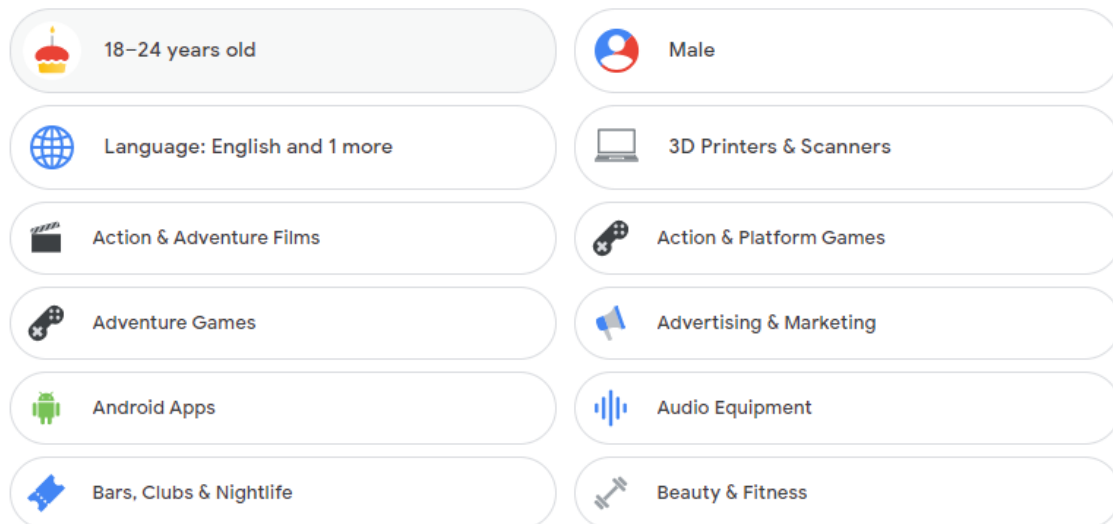 18–24 years old
Male
Language: English and 1 more
3D Printers & Scanners
Action & Adventure Films
Action & Platform Games
Adventure Games
Advertising & Marketing
Android Apps
Audio Equipment
Bars, Clubs & Nightlife
Beauty & Fitness